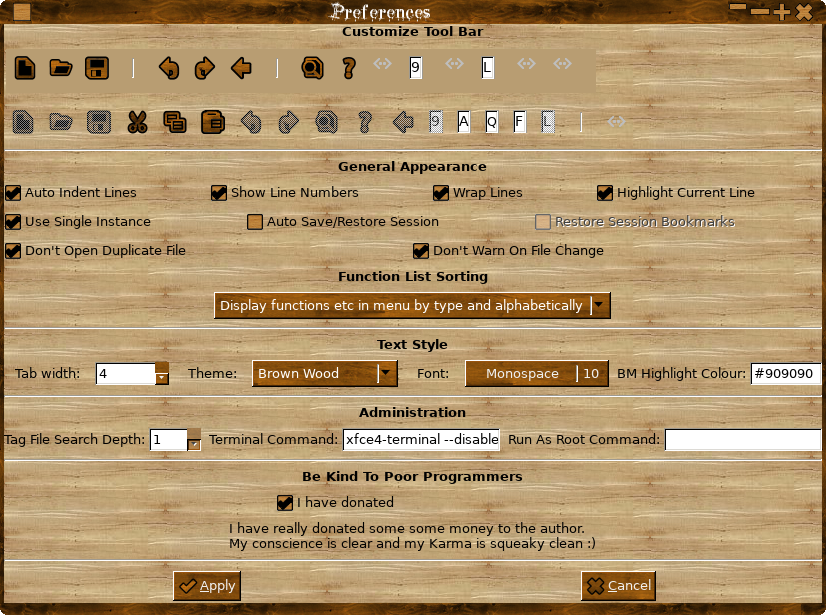 Preferences
Customize Tool Bar
9 L
9 A Q F L
General Appearance
Auto Indent Lines Show Line Numbers Wrap Lines Highlight Current Line
Use Single Instance Auto Save/Restore Session Restore Session Bookmarks
Don't Open Duplicate File Don't Warn On File Change
Function List Sorting
Display functions etc in menu by type and alphabetically
Text Style
Tab width: 4 Theme: Brown Wood Font: Monospace 10 BM Highlight Colour: #909090
Administration
Tag File Search Depth: 1 Terminal Command: xfce4-terminal --disable Run As Root Command:
Be Kind To Poor Programmers
I have donated
I have really donated some some money to the author.
My conscience is clear and my Karma is squeaky clean :)
Apply Cancel